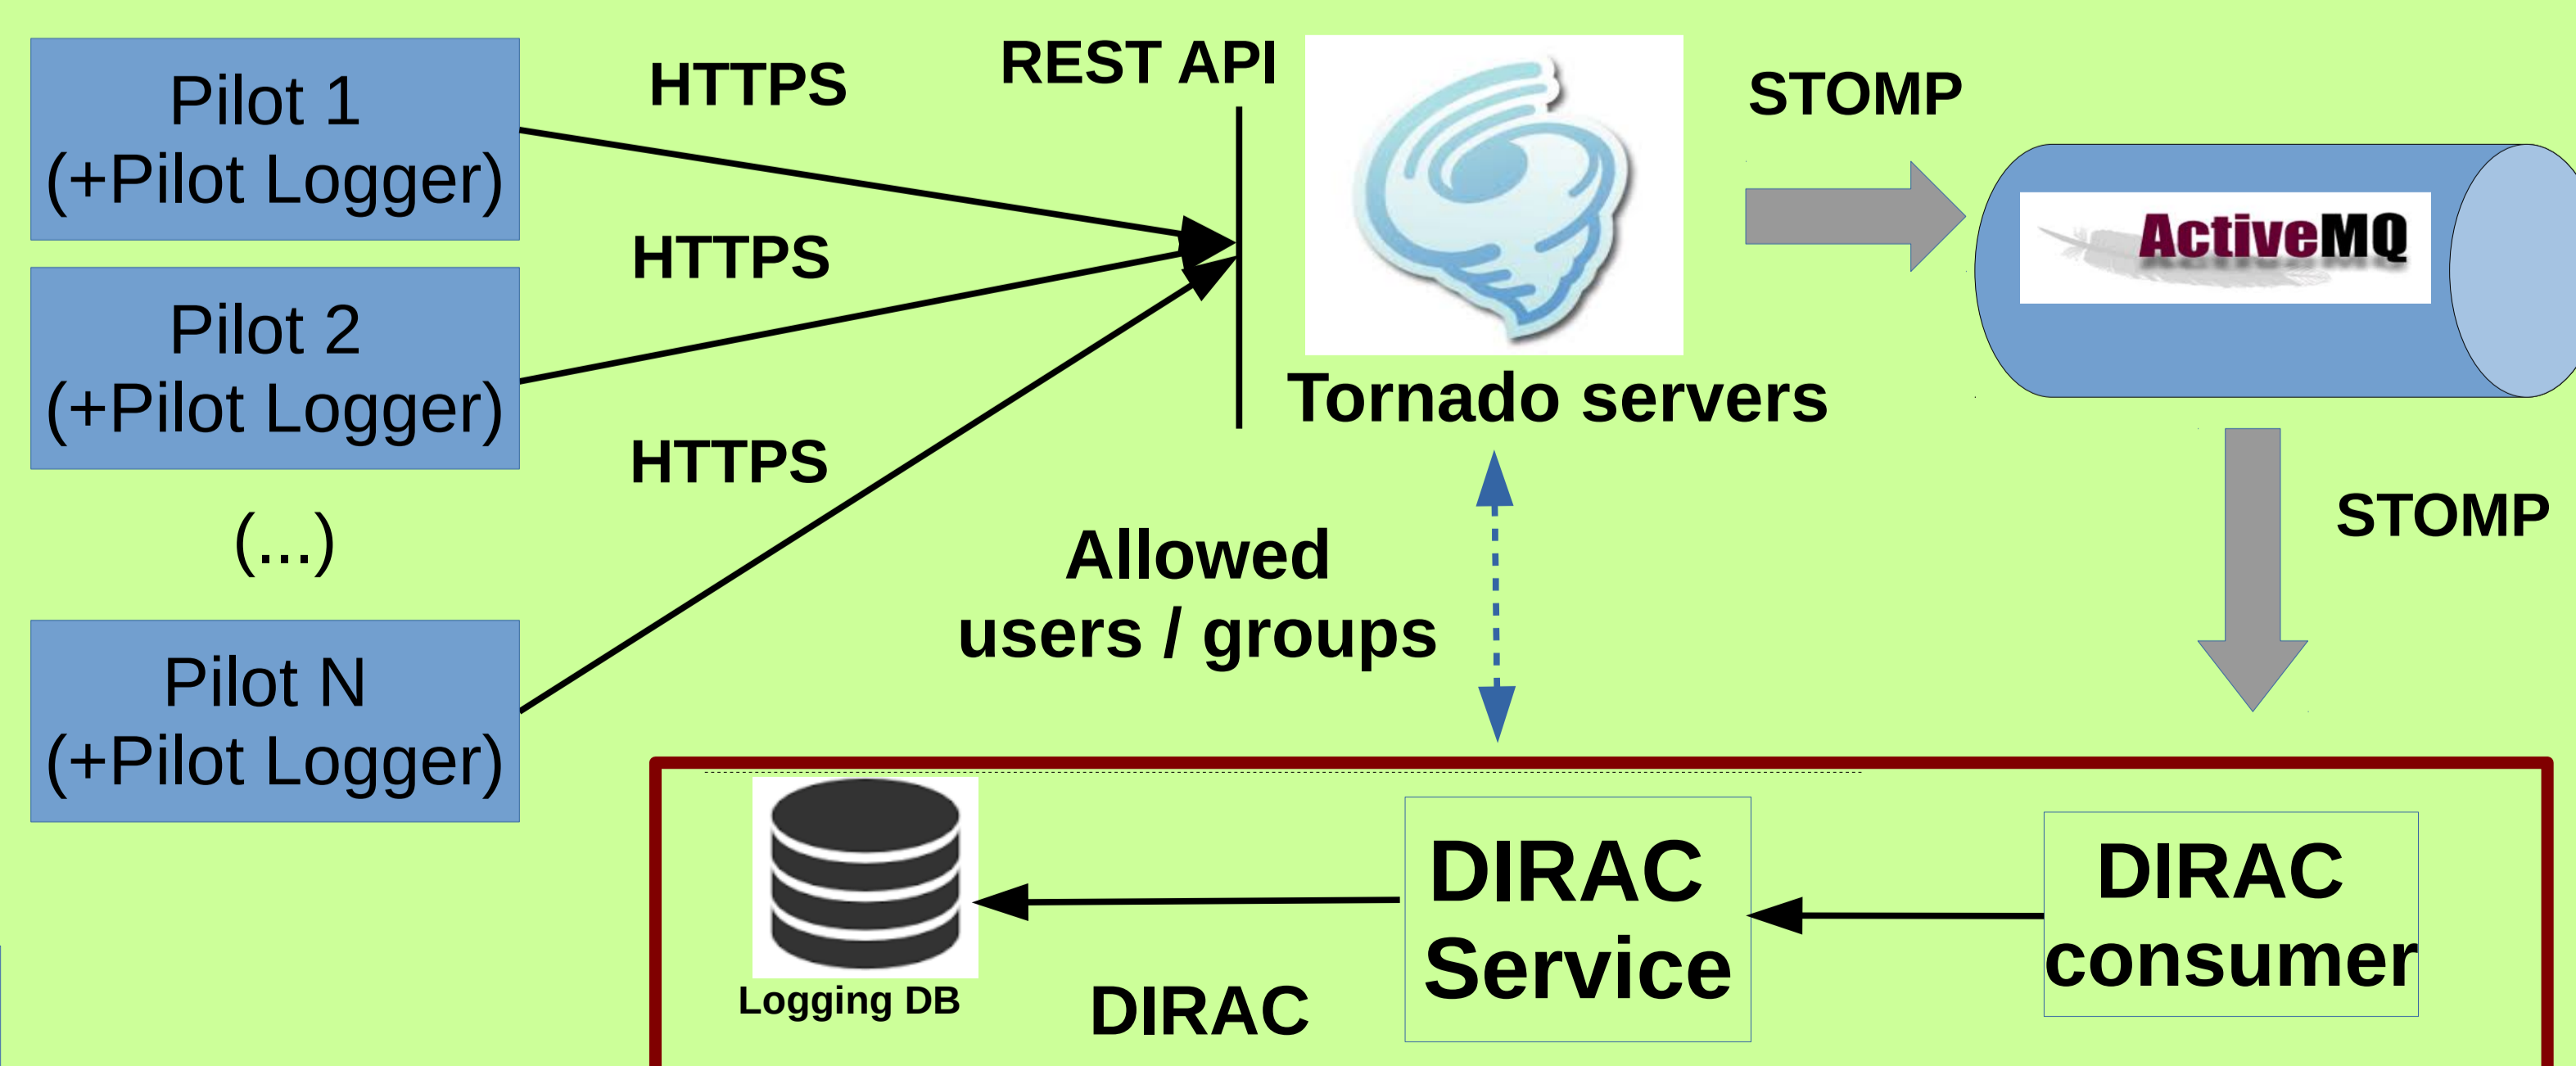 Pilot 1
(+Pilot Logger)
HTTPS
REST API
STOMP
ActiveMQ
Pilot 2
(+Pilot Logger)
HTTPS
Tornado servers
HTTPS
(...)
STOMP
Allowed
users / groups
Pilot N
(+Pilot Logger)
Logging DB
DIRAC
DIRAC
Service
DIRAC
consumer